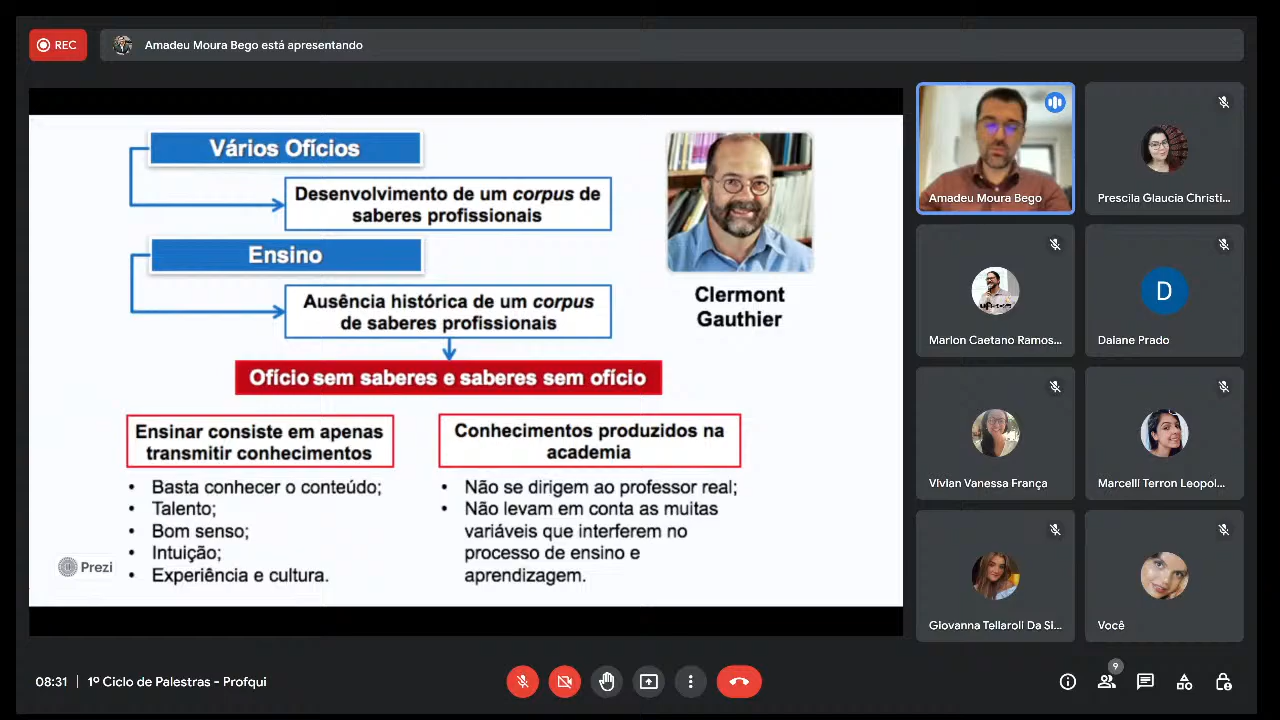 REC
Amadeu Moura Bego está apresentando
Vários Ofícios
Desenvolvimento de um corpus de
saberes profissionais
Ensino
Ausência histórica de um corpus
de saberes profissionais
Clermont
Gauthier
Ofício sem saberes e saberes sem ofício
Ensinar consiste em apenas
transmitir conhecimentos
• Basta conhecer o conteúdo;
• Talento;
• Bom senso;
• Intuição;
• Experiência e cultura.
Conhecimentos produzidos na
academia
• Não se dirigem ao professor real;
• Não levam em conta as muitas
variáveis que interferem no
processo de ensino e
aprendizagem.
Prezi
Amadeu Moura Bego
Prescila Glaucia Christi...
Marlon Caetano Ramos...
D
Daiane Prado
Vivian Vanessa França
Marcelli Terron Leopol...
Giovanna Tellaroli Da Si...
Você
08:31 | 1º Ciclo de Palestras - Profqui
9